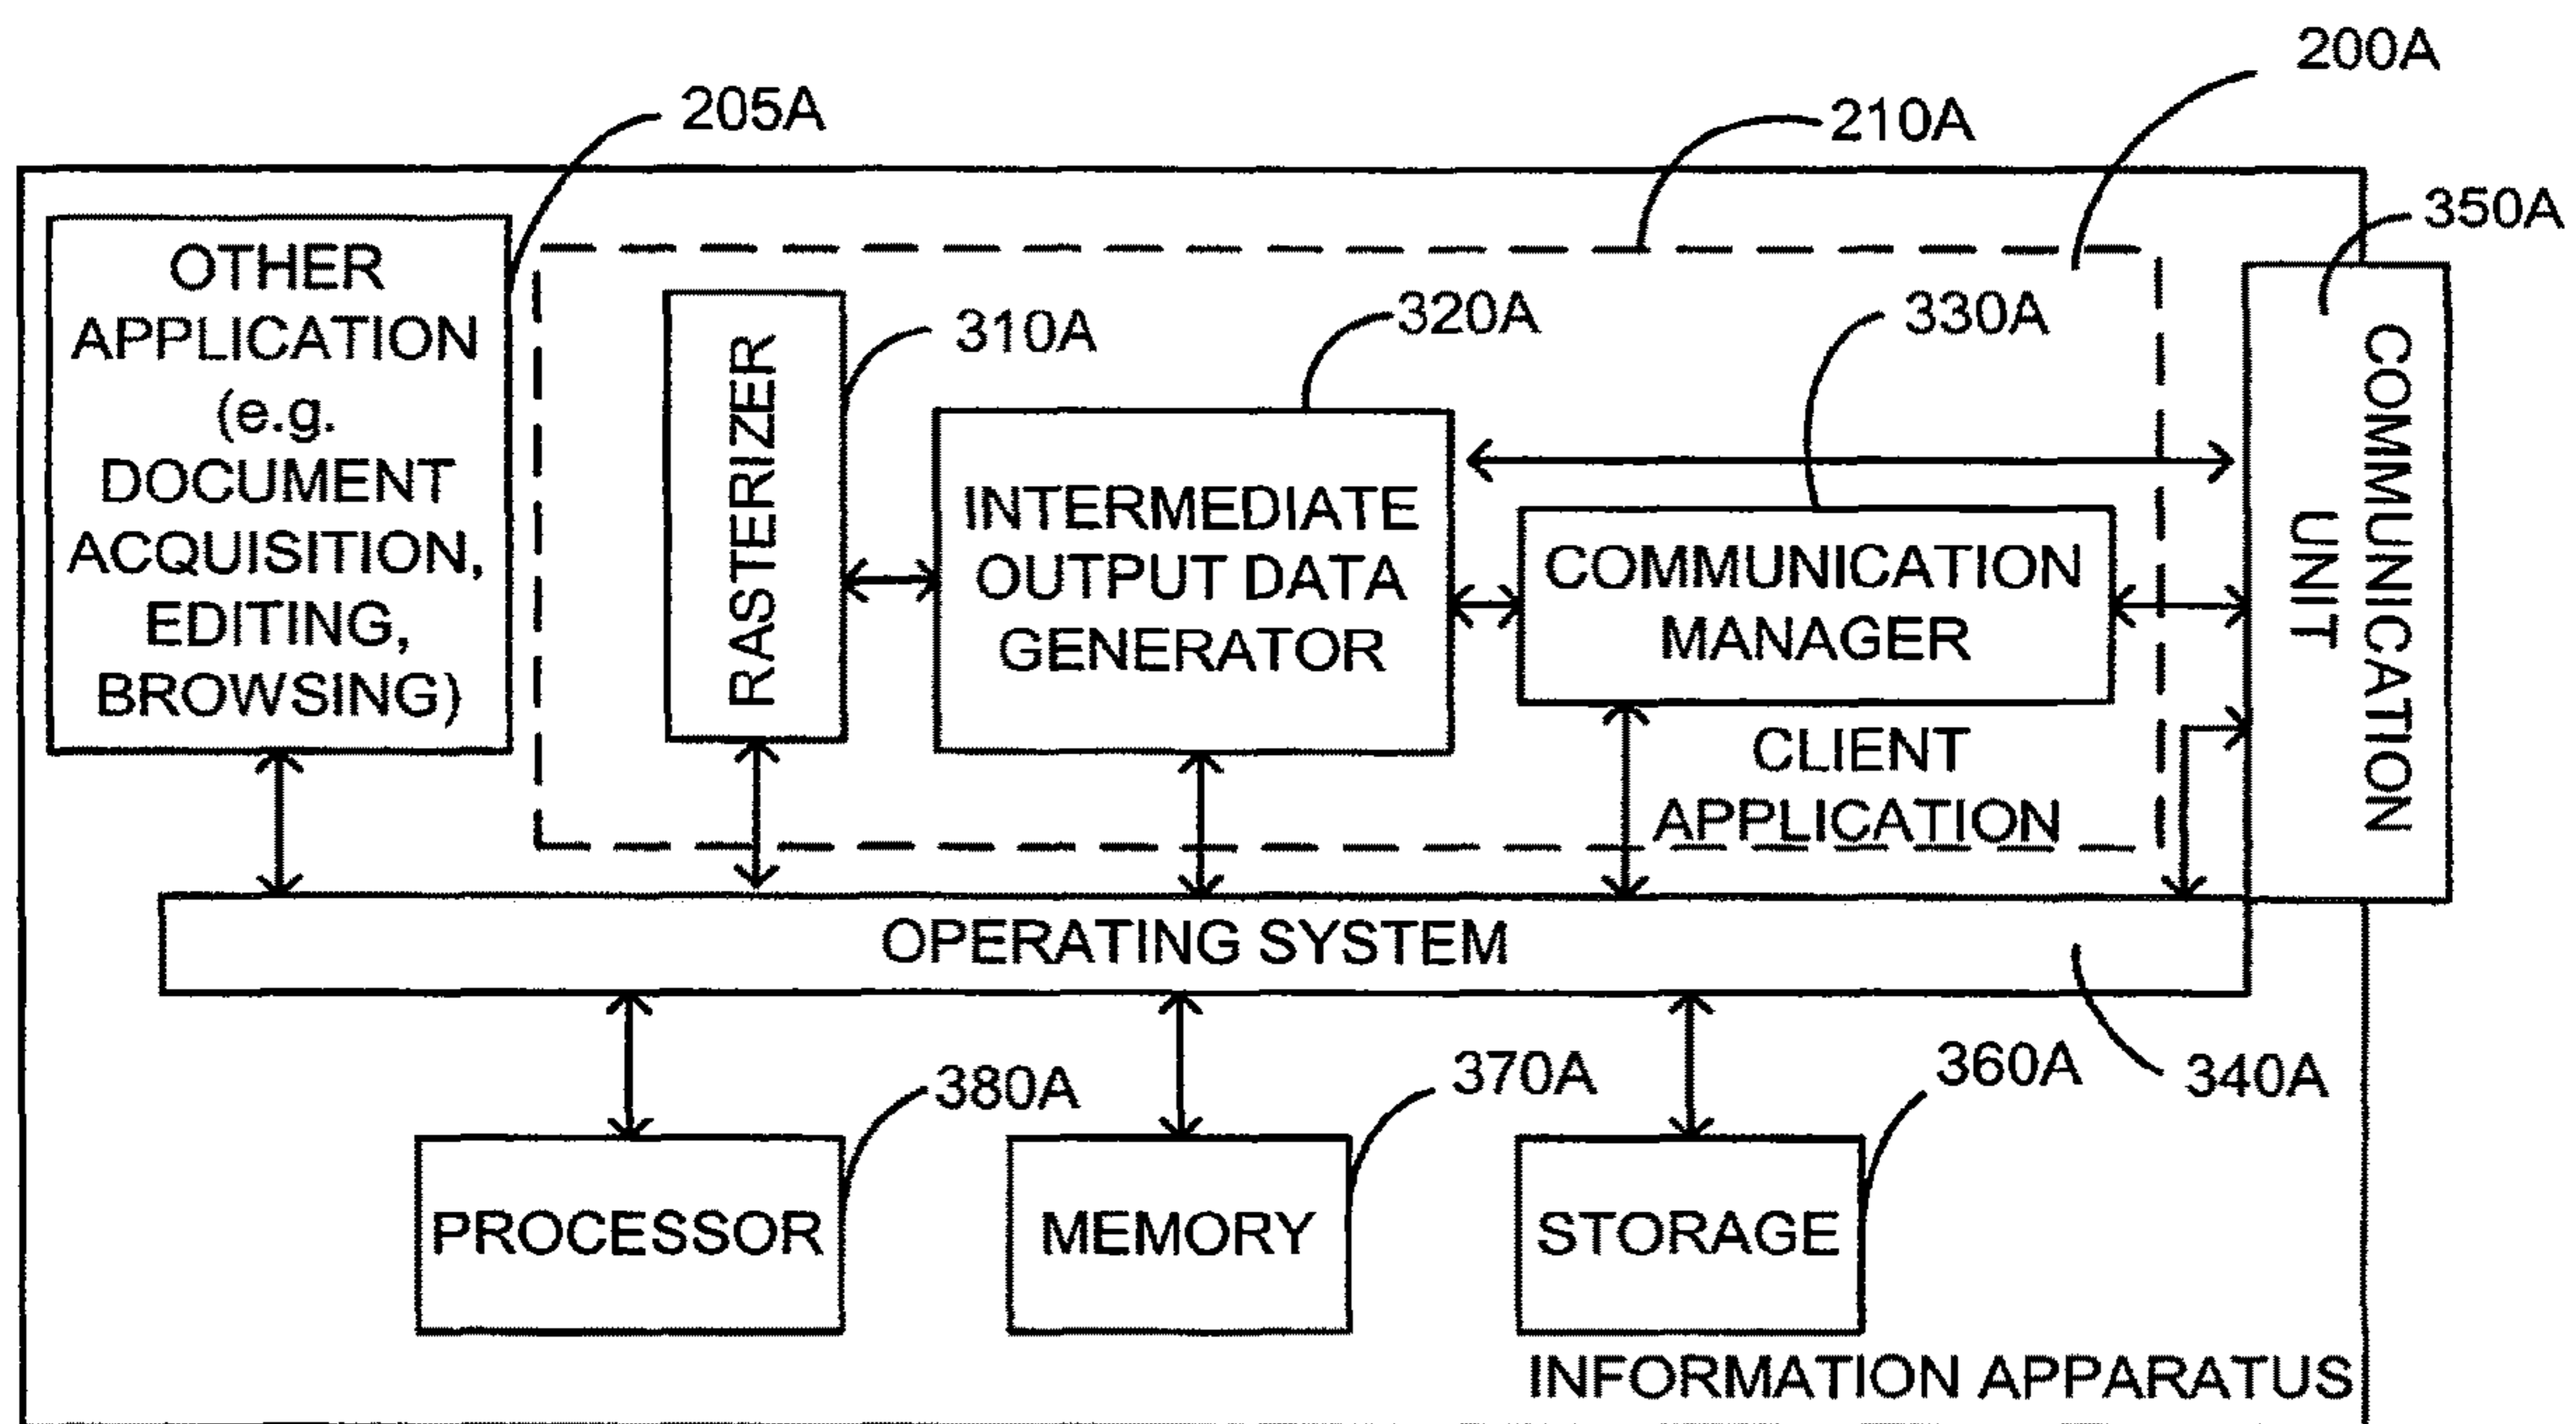 200A
205A
210A
350A
OTHER
APPLICATION
(e.g.
DOCUMENT
ACQUISITION,
EDITING,
BROWSING)
RASTERIZER
310A
320A
330A
INTERMEDIATE
OUTPUT DATA
GENERATOR
COMMUNICATION
MANAGER
CLIENT
APPLICATION
COMMUNICATION
UNIT
OPERATING SYSTEM
380A
370A
360A
340A
PROCESSOR
MEMORY
STORAGE
INFORMATION APPARATUS